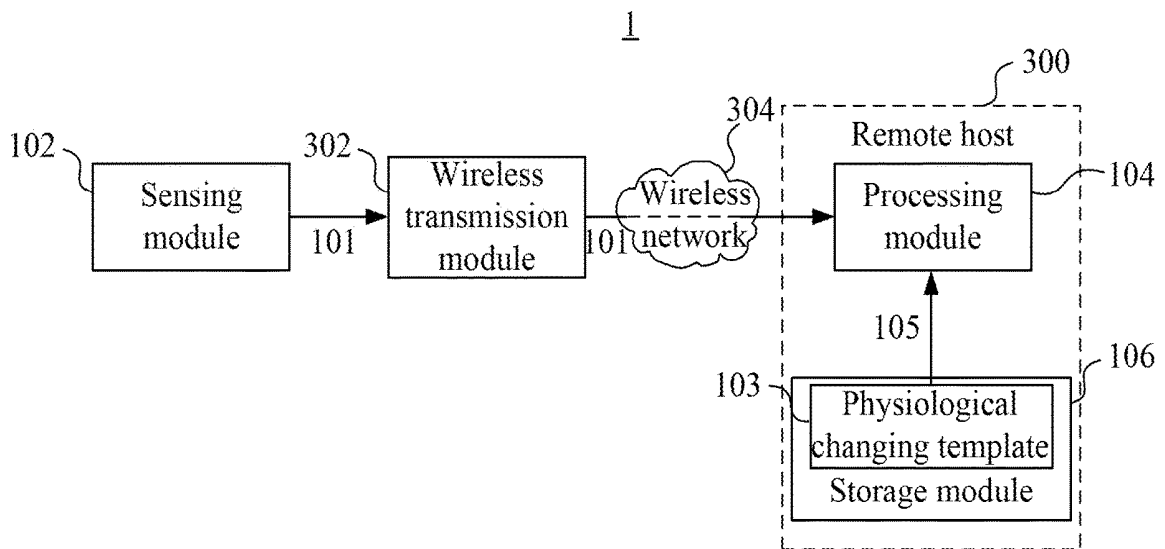 1
300
304
Remote host
102
302
104
Sensing
module
Wireless
transmission
module
Wireless
network
Processing
module
101
101
105
106
103
Physiological
changing template
Storage module